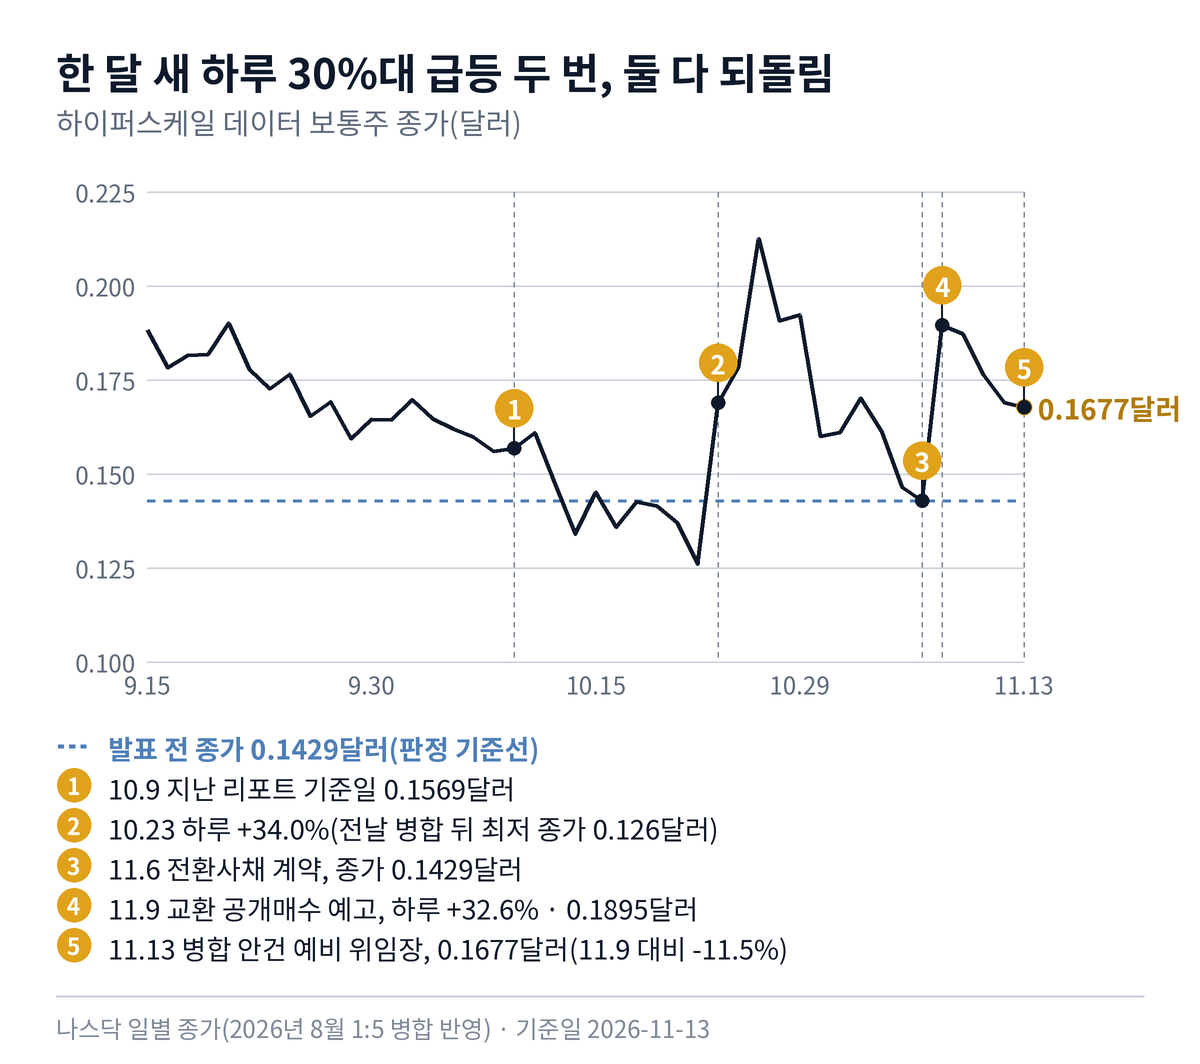 한 달 새 하루 30%대 급등 두 번, 둘 다 되돌림
하이퍼스케일 데이터 보통주 종가(달러)
0.225
0.200
0.175
0.150
0.125
0.100
1
2
3
4
5
0.1677달러
9.15
9.30
10.15
10.29
11.13
발표 전 종가 0.1429달러(판정 기준선)
1 10.9 지난 리포트 기준일 0.1569달러
2 10.23 하루 +34.0%(전날 병합 뒤 최저 종가 0.126달러)
3 11.6 전환사채 계약, 종가 0.1429달러
4 11.9 교환 공개매수 예고, 하루 +32.6% · 0.1895달러
5 11.13 병합 안건 예비 위임장, 0.1677달러(11.9 대비 -11.5%)
나스닥 일별 종가(2026년 8월 1:5 병합 반영) · 기준일 2026-11-13